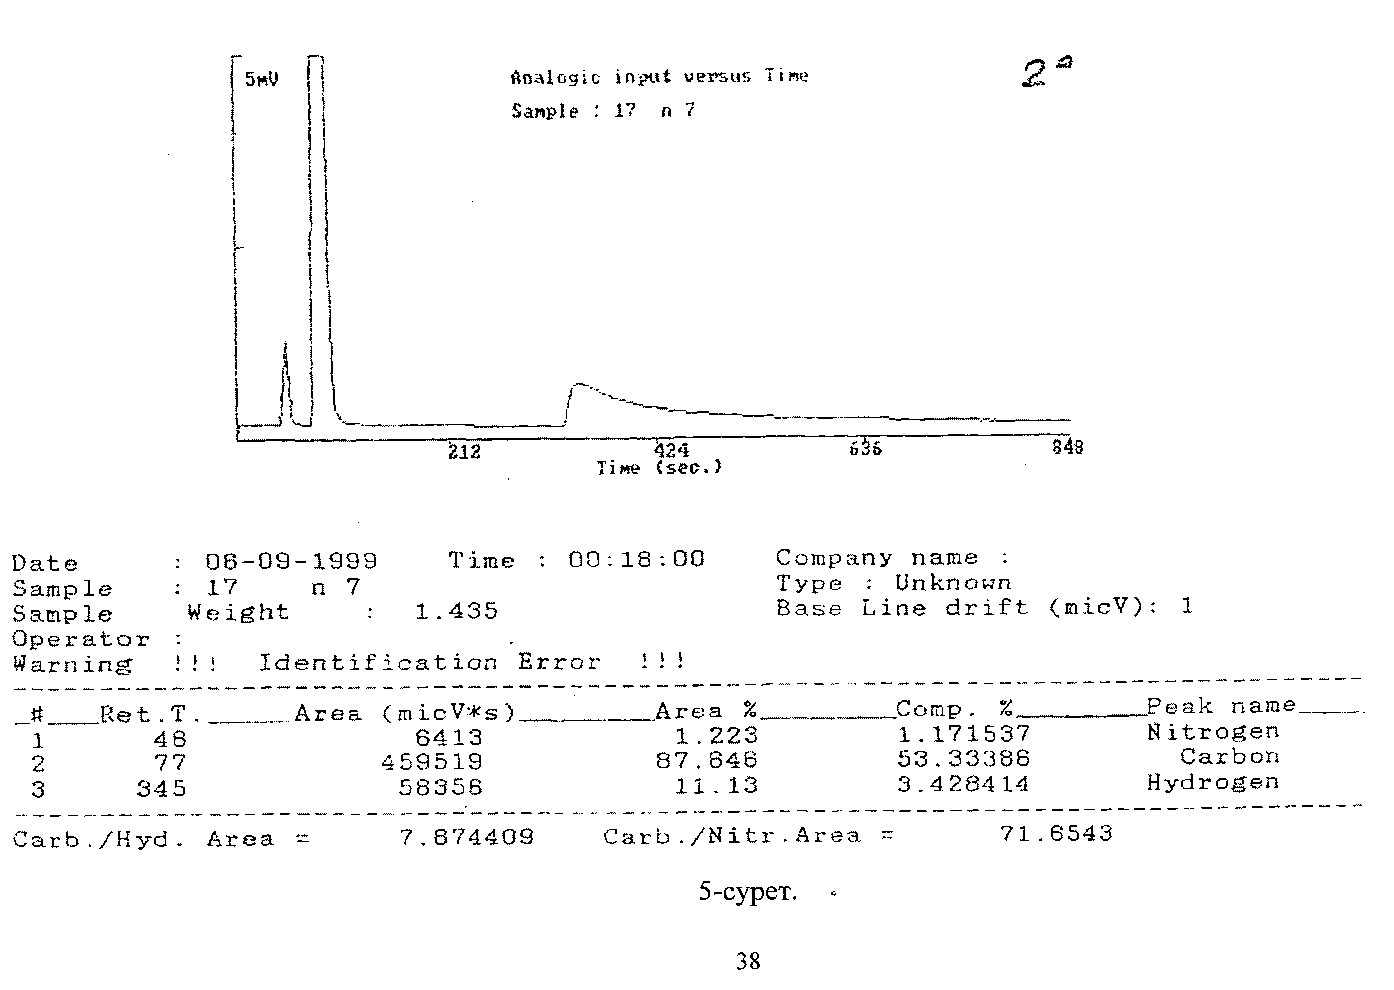 5mV
Analogic input versus Time
2ª
Sample : 17 n 7
212 424 636 848
Time (sec.)
Date : 06-09-1999 Time : 00:18:00 Company name :
Sample : 17 n 7 Type : Unknown
Sample Weight : 1.435 Base Line drift (micV): 1
Operator :
Warning !!! Identification Error !!!
# Ret.T. Area (micV*s) Area % Comp. % Peak name
1 46 6413 1.223 1.171537 Nitrogen
2 77 459519 87.646 53.33386 Carbon
3 345 58356 11.13 3.428414 Hydrogen
Carb./Hyd. Area = 7.874409 Carb./Nitr.Area = 71.6543
5-сурет.
38